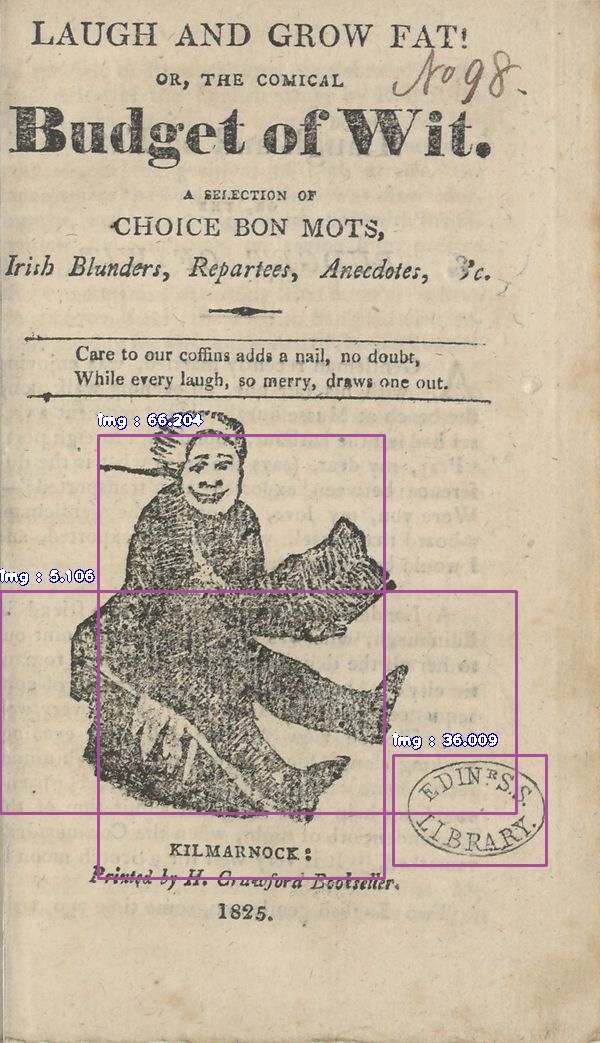 LAUGH AND GROW FAT!
No 98.
OR, THE COMICAL
Budget of Wit.
A SELECTION OF
CHOICE BON MOTS,
Irish Blunders, Repartees, Anecdotes, &c.
Care to our coffins adds a nail, no doubt,
While every laugh, so merry, draws one out.
img : 66.204
img : 5.106
img : 36.009
EDINR S.S. LIBRARY.
KILMARNOCK:
Printed by H. Crawford Bookseller.
1825.